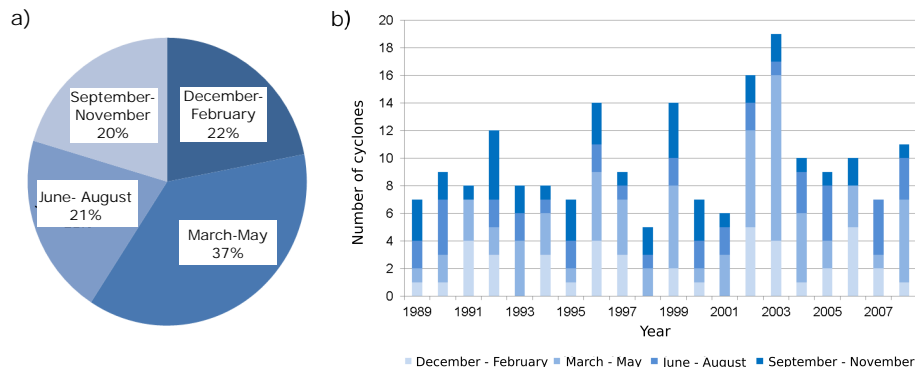 a)
September-
November
20%
December-
February
22%
June- August
21%
March-May
37%
b)
Number of cyclones
20
18
16
14
12
10
8
6
4
2
0
1989 1991 1993 1995 1997 1999 2001 2003 2005 2007
Year
December - February March - May June - August September - November